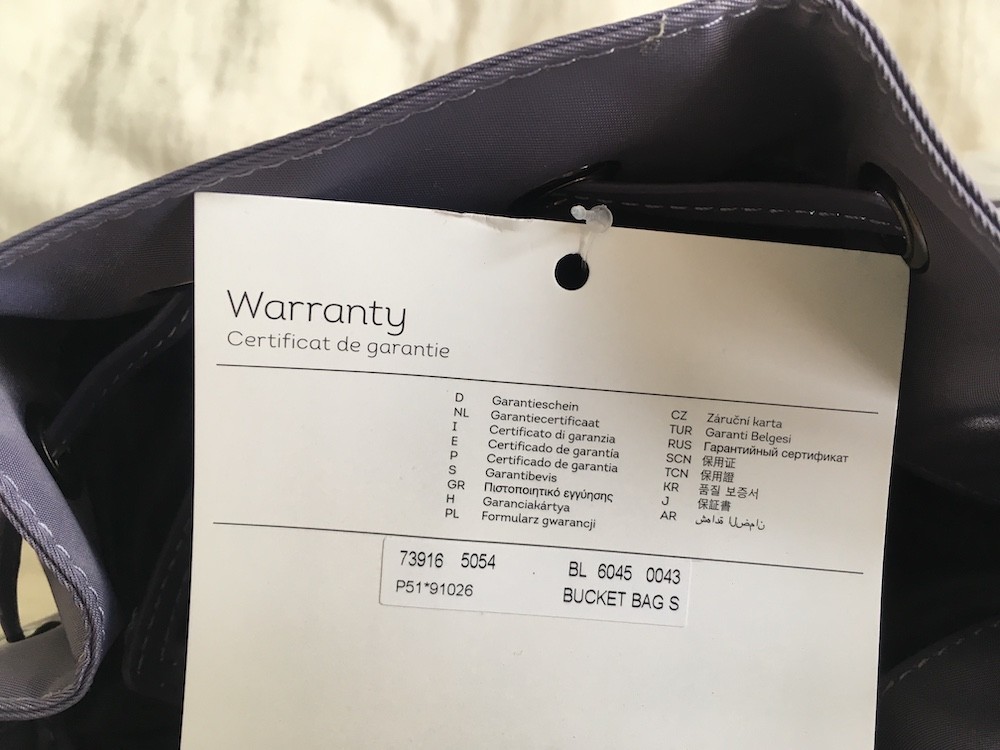 Warranty
Certificat de garantie
D Garantieschein
NL Garantiecertificaat
I Certificato di garanzia
E Certificado de garantía
P Certificado de garantia
S Garantibevis
GR Πιστοποιητικό εγγύησης
H Garanciakártya
PL Formularz gwarancji
CZ Záruční karta
TUR Garanti Belgesi
RUS Гарантийный сертификат
SCN 保用证
TCN 保用證
KR 품질 보증서
J 保証書
AR شهادة الضمان
73916 5054 BL 6045 0043
P51*91026 BUCKET BAG S